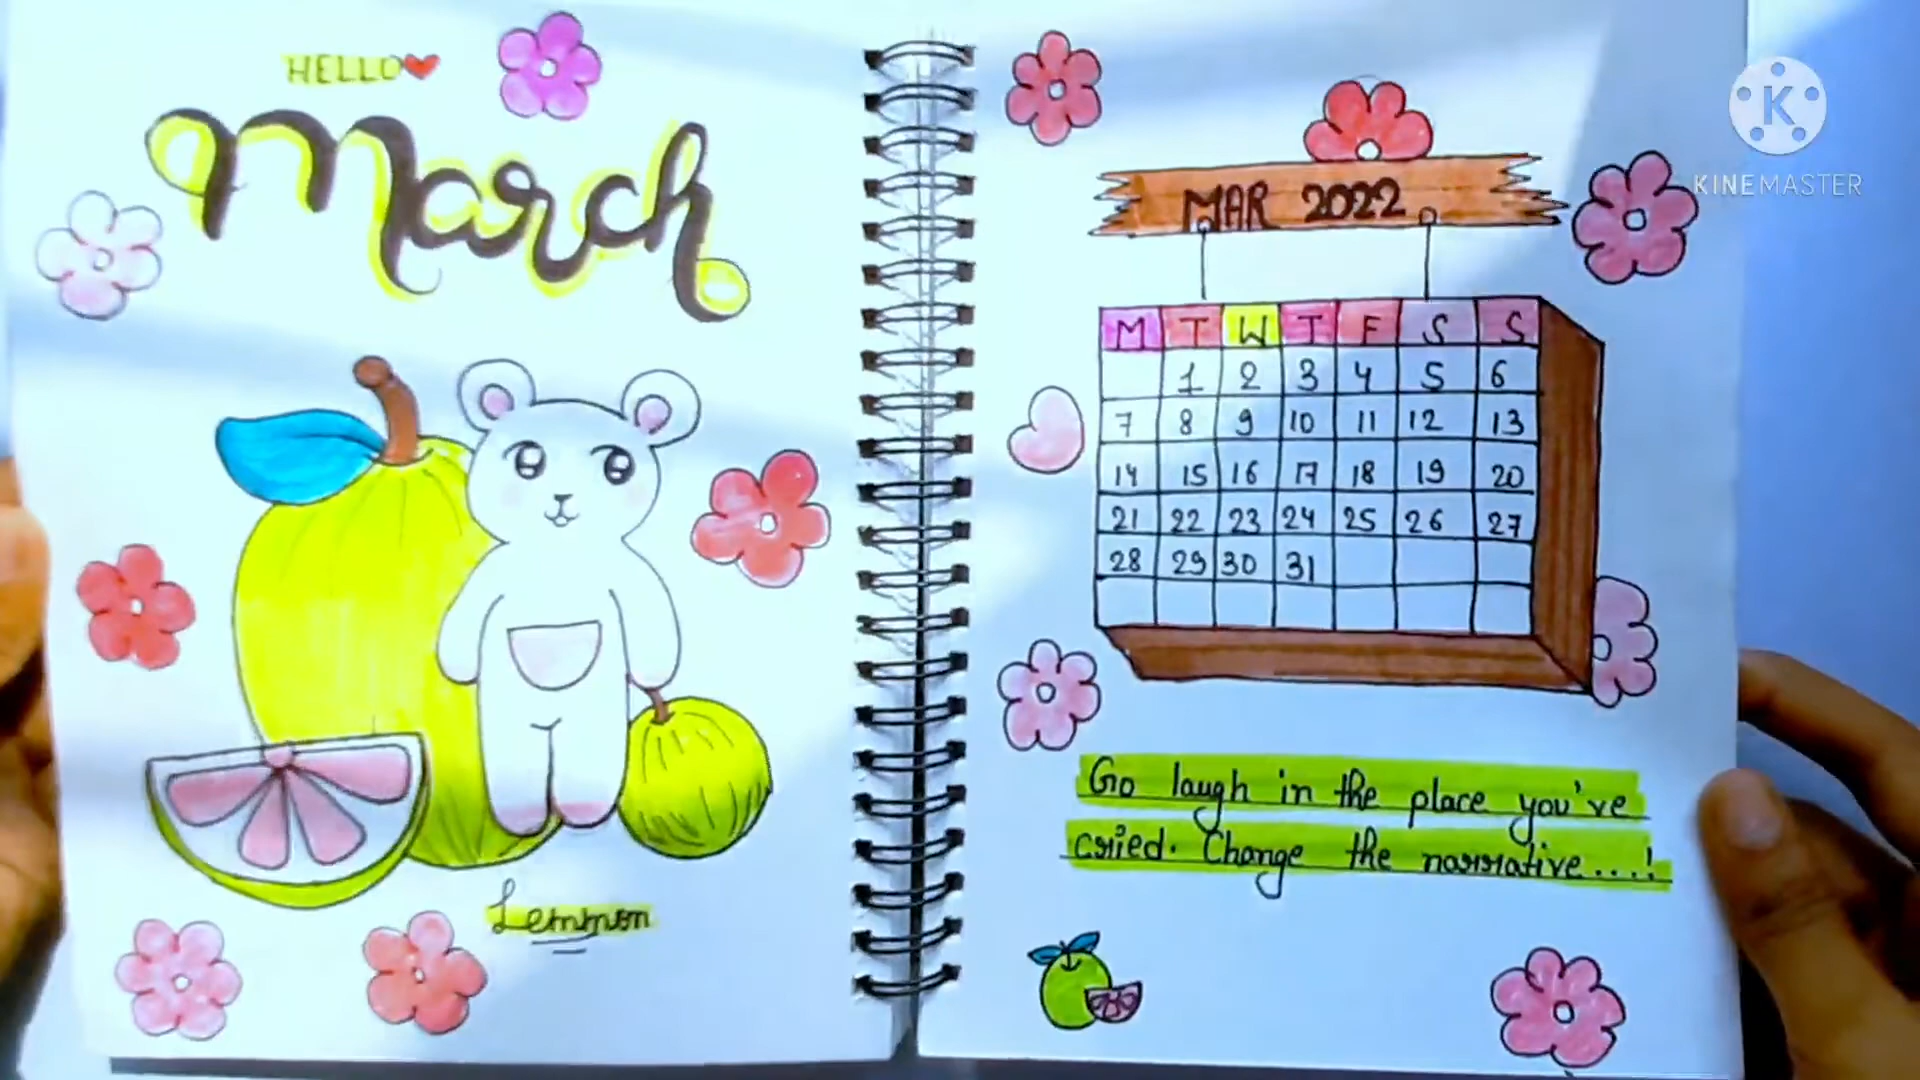 HELLO
March
Lemmon
MAR 2022
M T W T F S S
1 2 3 4 5 6
7 8 9 10 11 12 13
14 15 16 17 18 19 20
21 22 23 24 25 26 27
28 29 30 31
Go laugh in the place you've
cried. Change the narrative...!
K
KINEMASTER